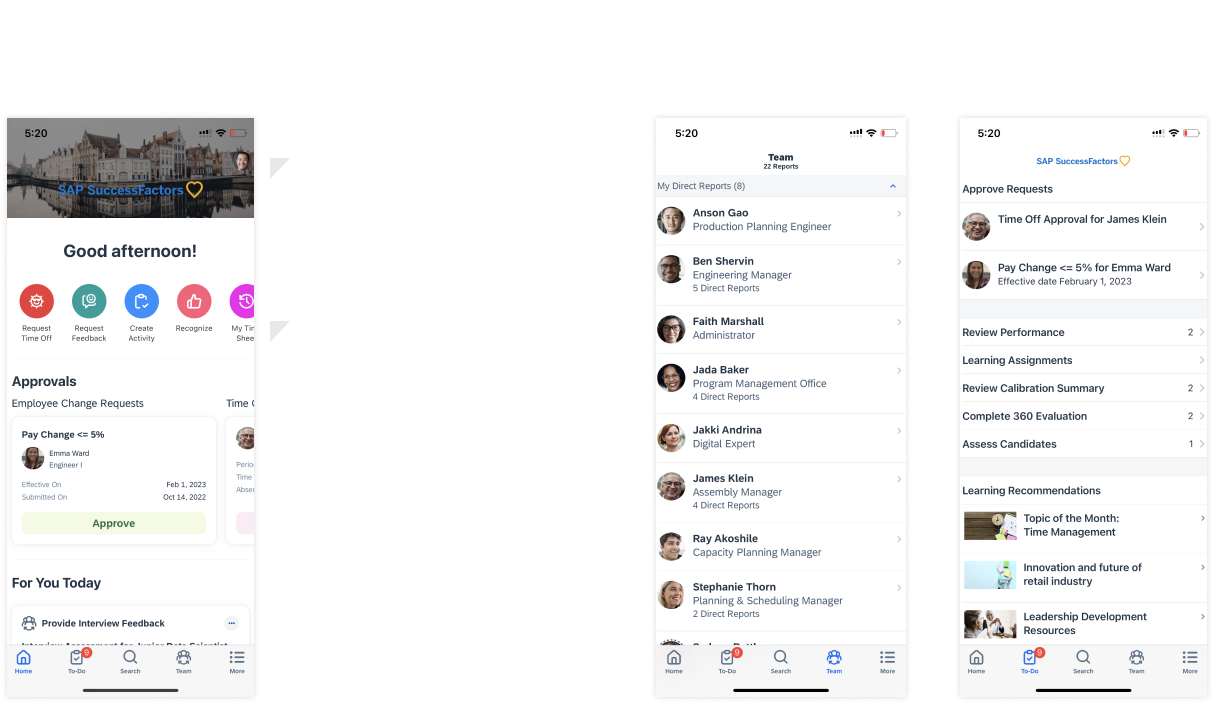 5:20
SAP SuccessFactors
Good afternoon!
Request
Time Off
Request
Feedback
Create
Activity
Recognize
My Tim
Shee
Approvals
Employee Change Requests
Time
Pay Change <= 5%
Emma Ward
Engineer I
Effective On
Feb 1, 2023
Submitted On
Oct 14, 2022
Approve
Perio
Time
Abse
For You Today
Provide Interview Feedback
Interview Assessment for Junior Data Scientist
9
Home
To-Do
Search
Team
More
5:20
Team
22 Reports
My Direct Reports (8)
Anson Gao
Production Planning Engineer
Ben Shervin
Engineering Manager
5 Direct Reports
Faith Marshall
Administrator
Jada Baker
Program Management Office
4 Direct Reports
Jakki Andrina
Digital Expert
James Klein
Assembly Manager
4 Direct Reports
Ray Akoshile
Capacity Planning Manager
Stephanie Thorn
Planning & Scheduling Manager
2 Direct Reports
9
Home
To-Do
Search
Team
More
5:20
SAP SuccessFactors
Approve Requests
Time Off Approval for James Klein
Pay Change <= 5% for Emma Ward
Effective date February 1, 2023
Review Performance 2
Learning Assignments
Review Calibration Summary 2
Complete 360 Evaluation 2
Assess Candidates 1
Learning Recommendations
Topic of the Month:
Time Management
Innovation and future of
retail industry
Leadership Development
Resources
9
Home
To-Do
Search
Team
More